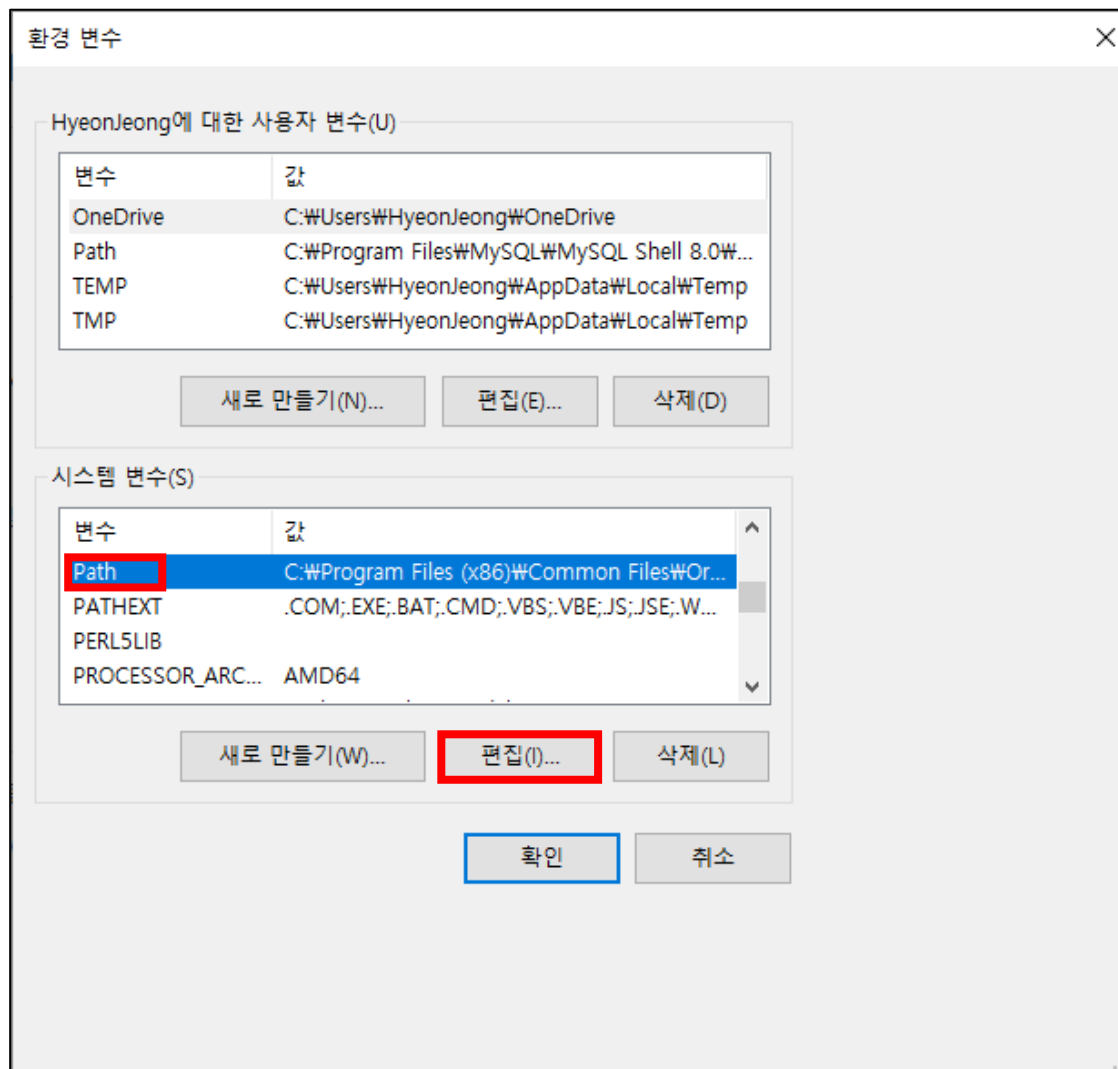 환경 변수
HyeonJeong에 대한 사용자 변수(U)
변수 값
OneDrive C:₩Users₩HyeonJeong₩OneDrive
Path C:₩Program Files₩MySQL₩MySQL Shell 8.0₩...
TEMP C:₩Users₩HyeonJeong₩AppData₩Local₩Temp
TMP C:₩Users₩HyeonJeong₩AppData₩Local₩Temp
새로 만들기(N)... 편집(E)... 삭제(D)
시스템 변수(S)
변수 값
Path C:₩Program Files (x86)₩Common Files₩Or...
PATHEXT .COM;.EXE;.BAT;.CMD;.VBS;.VBE;.JS;.JSE;.W...
PERL5LIB
PROCESSOR_ARC... AMD64
새로 만들기(W)... 편집(I)... 삭제(L)
확인 취소